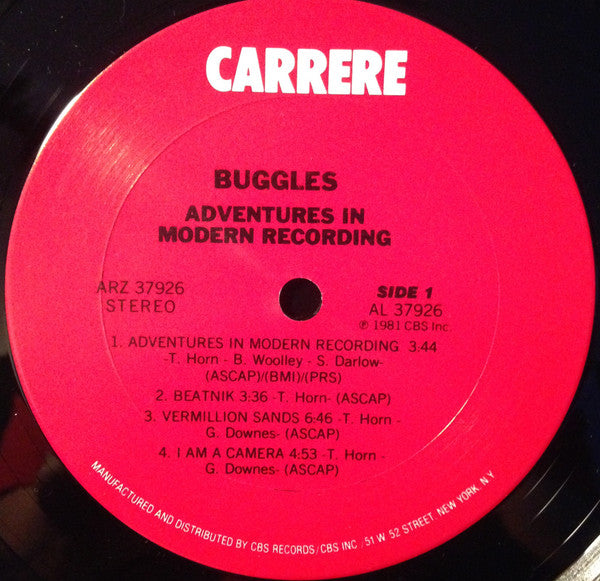 CARRERE
BUGGLES
ADVENTURES IN
MODERN RECORDING
ARZ 37926
STEREO
SIDE 1
AL 37926
℗ 1981 CBS Inc.
1. ADVENTURES IN MODERN RECORDING 3:44
-T. Horn - B. Woolley - S. Darlow-
(ASCAP)/(BMI)/(PRS)
2. BEATNIK 3:36 -T. Horn- (ASCAP)
3. VERMILLION SANDS 6:46 -T. Horn -
G. Downes- (ASCAP)
4. I AM A CAMERA 4:53 -T. Horn -
G. Downes- (ASCAP)
MANUFACTURED AND DISTRIBUTED BY CBS RECORDS/CBS INC./51 W 52 STREET, NEW YORK, N.Y.